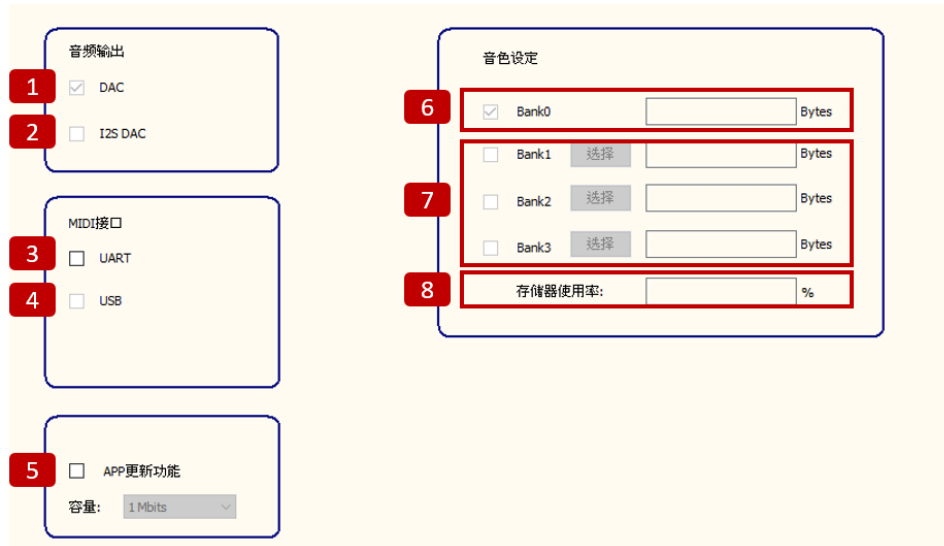 音频输出
1 DAC
2 I2S DAC
MIDI接口
3 UART
4 USB
5 APP更新功能
容量: 1 Mbits
音色设定
6 Bank0 Bytes
7
Bank1 选择 Bytes
Bank2 选择 Bytes
Bank3 选择 Bytes
8 存储器使用率: %